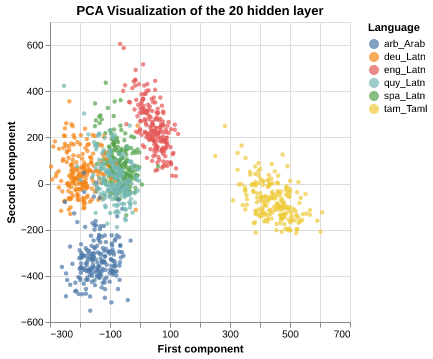 PCA Visualization of the 20 hidden layer
Language
arb_Arab
deu_Latn
eng_Latn
quy_Latn
spa_Latn
tam_Taml
Second component
600
400
200
0
−200
−400
−600
−300 −100 100 300 500 700
First component